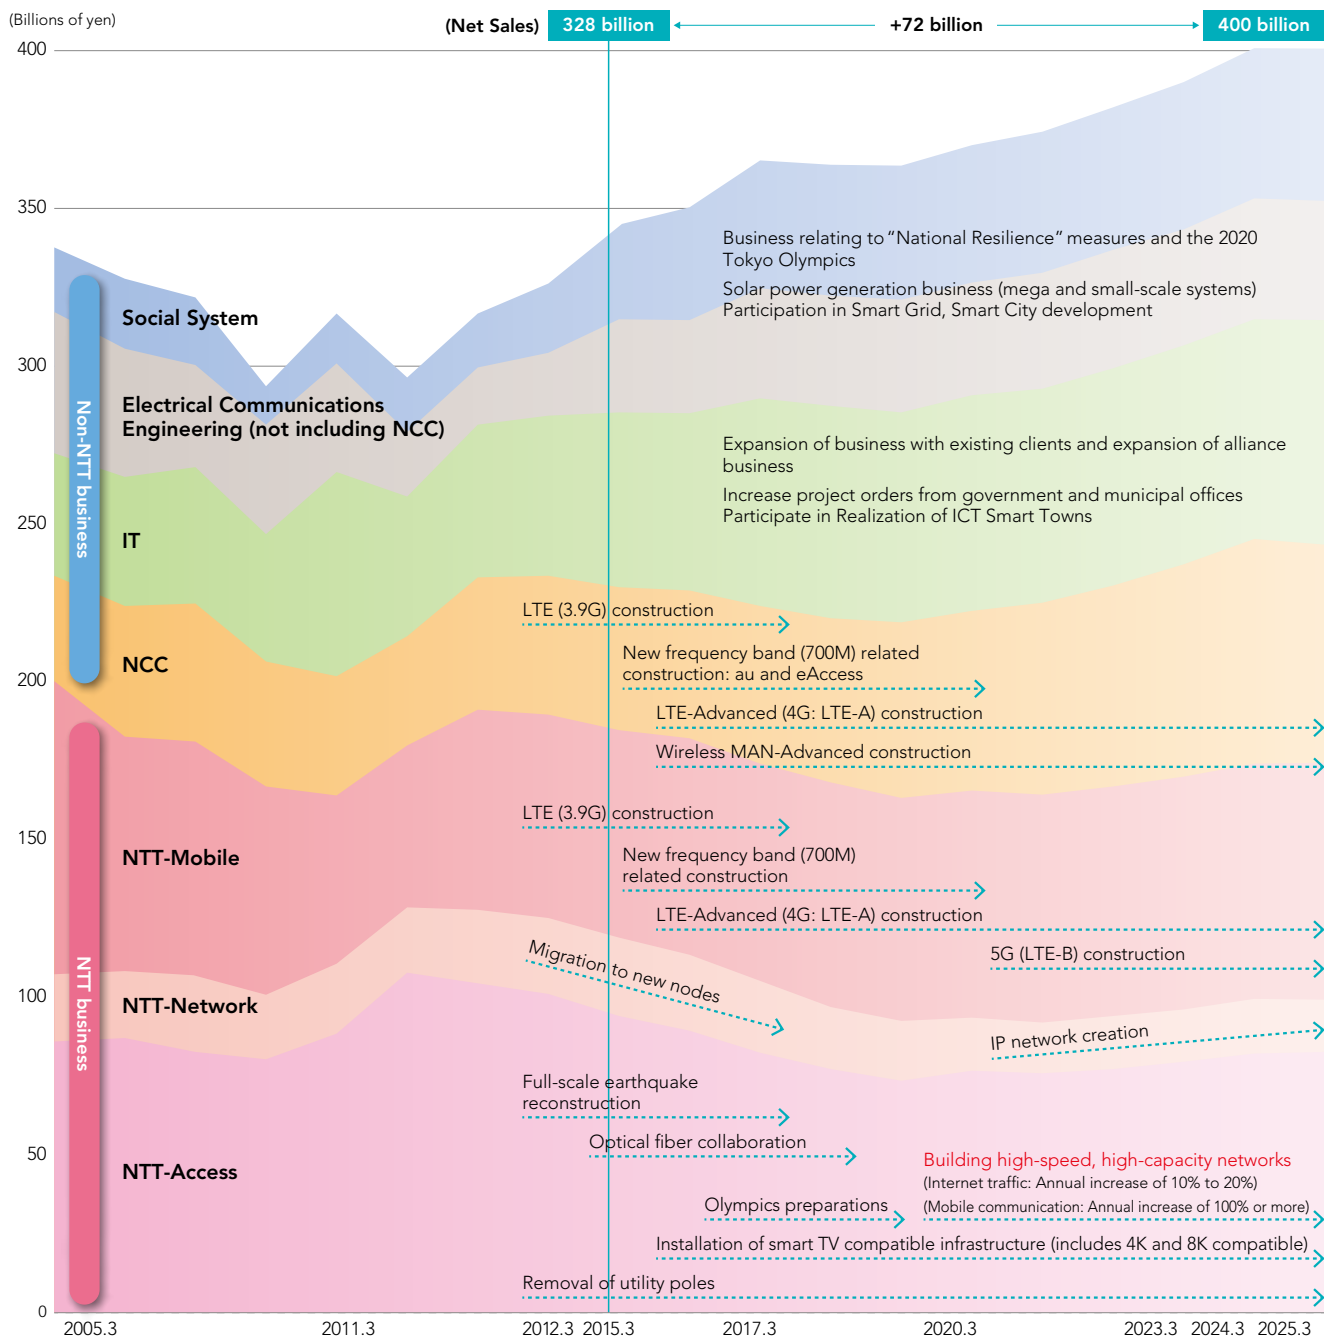 (Billions of yen)
(Net Sales) 328 billion +72 billion 400 billion
400
350
300
250
200
150
100
50
0
Non-NTT business
NTT business
Social System
Electrical Communications
Engineering (not including NCC)
IT
NCC
NTT-Mobile
NTT-Network
NTT-Access
Business relating to “National Resilience” measures and the 2020
Tokyo Olympics
Solar power generation business (mega and small-scale systems)
Participation in Smart Grid, Smart City development
Expansion of business with existing clients and expansion of alliance
business
Increase project orders from government and municipal offices
Participate in Realization of ICT Smart Towns
LTE (3.9G) construction
New frequency band (700M) related
construction: au and eAccess
LTE-Advanced (4G: LTE-A) construction
Wireless MAN-Advanced construction
LTE (3.9G) construction
New frequency band (700M)
related construction
LTE-Advanced (4G: LTE-A) construction
5G (LTE-B) construction
Migration to new nodes
IP network creation
Full-scale earthquake
reconstruction
Optical fiber collaboration
Building high-speed, high-capacity networks
(Internet traffic: Annual increase of 10% to 20%)
(Mobile communication: Annual increase of 100% or more)
Olympics preparations
Installation of smart TV compatible infrastructure (includes 4K and 8K compatible)
Removal of utility poles
2005.3 2011.3 2012.3 2015.3 2017.3 2020.3 2023.3 2024.3 2025.3